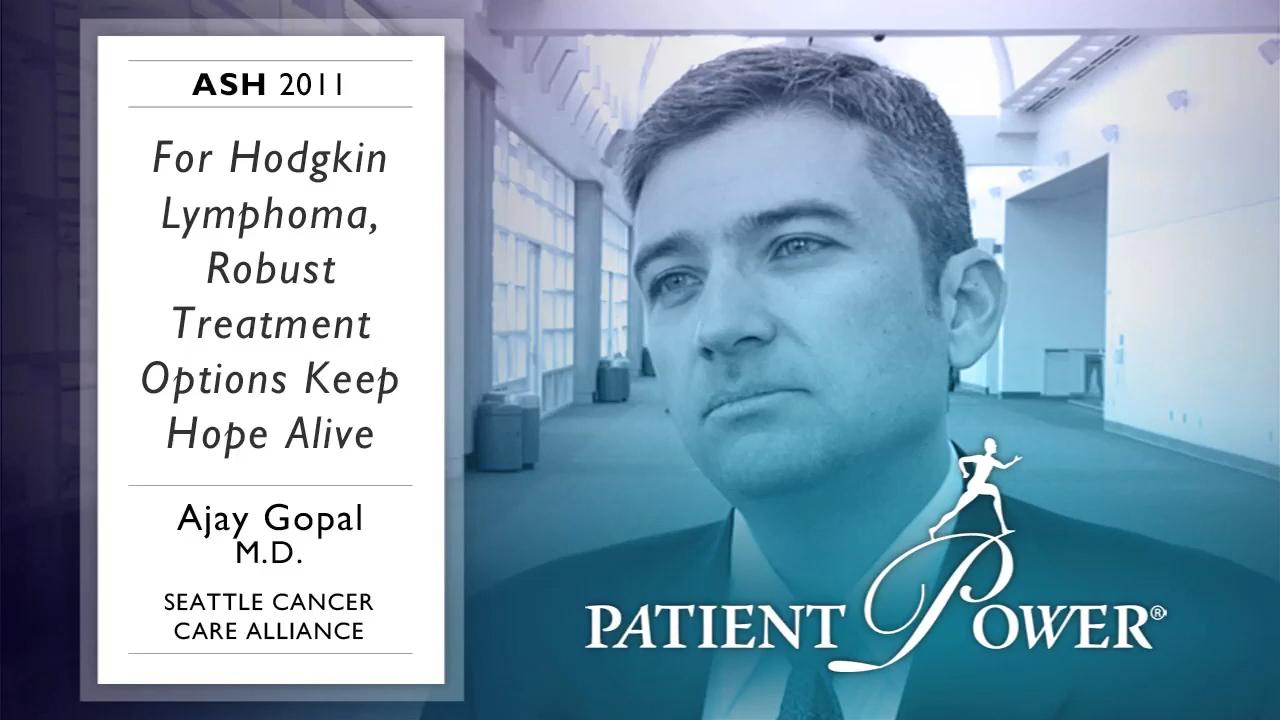 ASH 2011
For Hodgkin
Lymphoma,
Robust
Treatment
Options Keep
Hope Alive
Ajay Gopal
M.D.
SEATTLE CANCER
CARE ALLIANCE
PATIENT POWER®